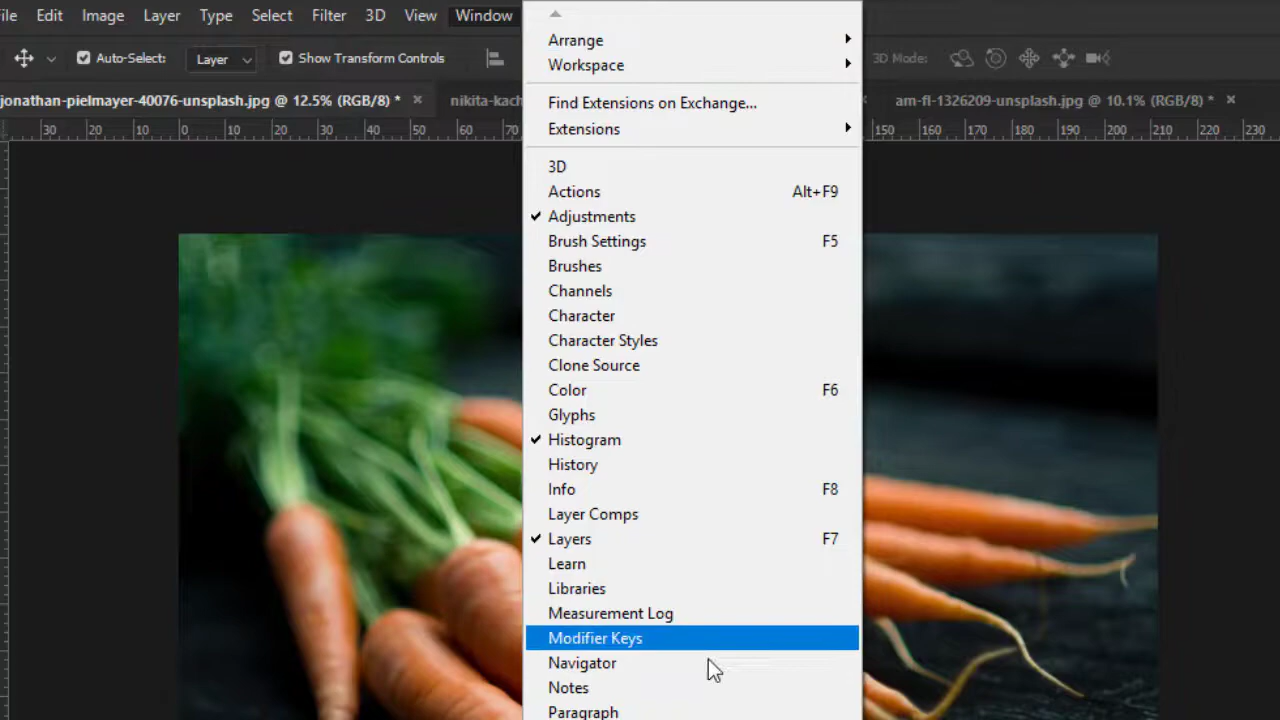 ile Edit Image Layer Type Select Filter 3D View Window
Auto-Select: Layer Show Transform Controls 3D Mode:
jonathan-pielmayer-40076-unsplash.jpg @ 12.5% (RGB/8) * nikita-kach am-fl-1326209-unsplash.jpg @ 10.1% (RGB/8) *
30 20 10 0 10 20 30 40 50 60 70 150 160 170 180 190 200 210 220 230
Arrange
Workspace
Find Extensions on Exchange...
Extensions
3D
Actions Alt+F9
Adjustments
Brush Settings F5
Brushes
Channels
Character
Character Styles
Clone Source
Color F6
Glyphs
Histogram
History
Info F8
Layer Comps
Layers F7
Learn
Libraries
Measurement Log
Modifier Keys
Navigator
Notes
Paragraph